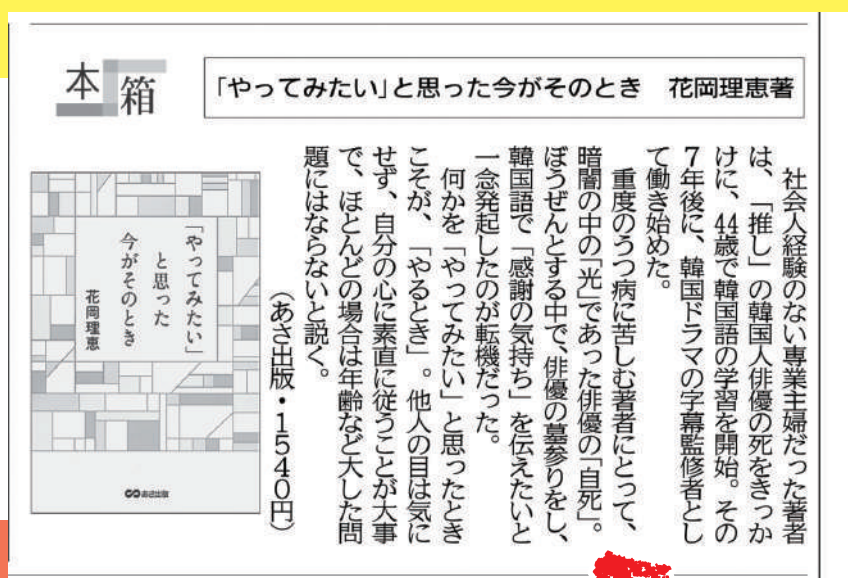 本箱
「やってみたい」と思った今がそのとき　花岡理恵著
　社会人経験のない専業主婦だった著者
は、「推し」の韓国人俳優の死をきっか
けに、44歳で韓国語の学習を開始。その
７年後に、韓国ドラマの字幕監修者とし
て働き始めた。
　重度のうつ病に苦しむ著者にとって、
暗闇の中の「光」であった俳優の「自死」。
ぼうぜんとする中で、俳優の墓参りをし、
韓国語で「感謝の気持ち」を伝えたいと
一念発起したのが転機だった。
　何かを「やってみたい」と思ったとき
こそが、「やるとき」。他人の目は気に
せず、自分の心に素直に従うことが大事
で、ほとんどの場合は年齢など大した問
題にはならないと説く。
（あさ出版・１５４０円）
「やってみたい」
と思った
今がそのとき
花岡理恵
あさ出版